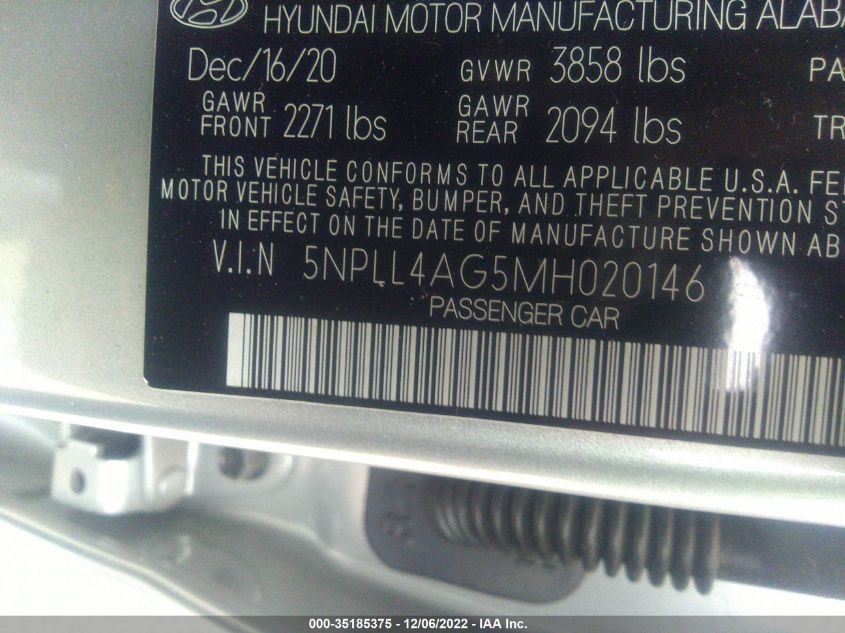 HYUNDAI MOTOR MANUFACTURING ALABA
Dec/16/20 GVWR 3858 lbs PA
GAWR FRONT 2271 lbs GAWR REAR 2094 lbs TR
THIS VEHICLE CONFORMS TO ALL APPLICABLE U.S.A. FE
MOTOR VEHICLE SAFETY, BUMPER, AND THEFT PREVENTION S
IN EFFECT ON THE DATE OF MANUFACTURE SHOWN AB
V.I.N 5NPLL4AG5MH020146
PASSENGER CAR
000-35185375 - 12/06/2022 - IAA Inc.